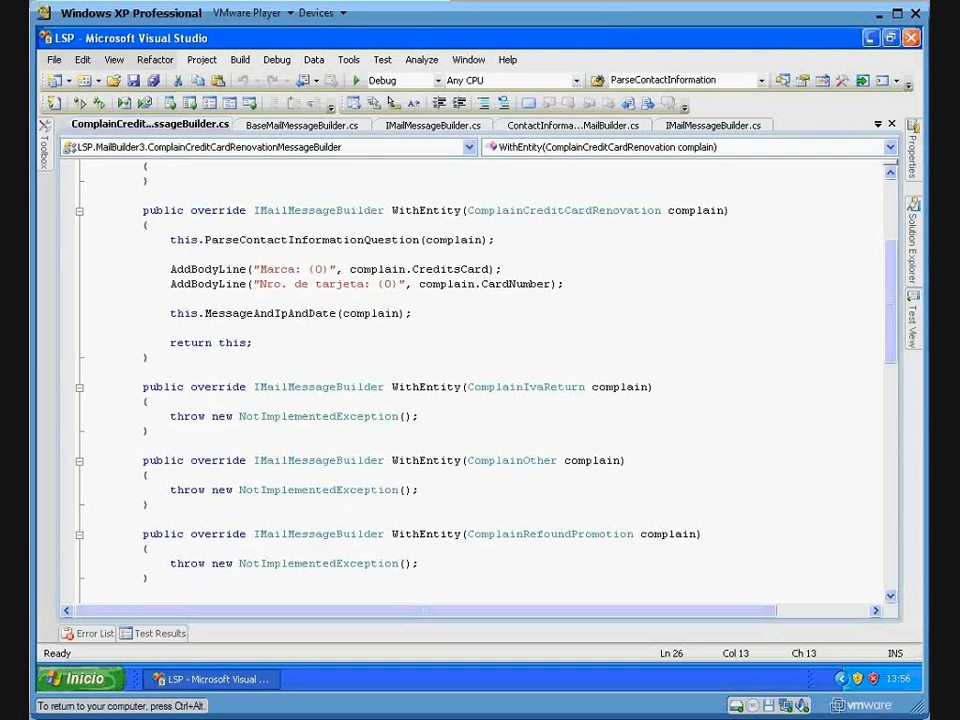 Windows XP Professional VMware Player Devices
LSP - Microsoft Visual Studio
File Edit View Refactor Project Build Debug Data Tools Test Analyze Window Help
Debug Any CPU ParseContactInformation
ComplainCredit...ssageBuilder.cs BaseMailMessageBuilder.cs IMailMessageBuilder.cs ContactInforma...MailBuilder.cs IMailMessageBuilder.cs
LSP.MailBuilder3.ComplainCreditCardRenovationMessageBuilder WithEntity(ComplainCreditCardRenovation complain)
Toolbox
Properties
Solution Explorer
Test View
{
}
public override IMailMessageBuilder WithEntity(ComplainCreditCardRenovation complain)
{
this.ParseContactInformationQuestion(complain);
AddBodyLine("Marca: {0}", complain.CreditsCard);
AddBodyLine("Nro. de tarjeta: {0}", complain.CardNumber);
this.MessageAndIpAndDate(complain);
return this;
}
public override IMailMessageBuilder WithEntity(ComplainIvaReturn complain)
{
throw new NotImplementedException();
}
public override IMailMessageBuilder WithEntity(ComplainOther complain)
{
throw new NotImplementedException();
}
public override IMailMessageBuilder WithEntity(ComplainRefoundPromotion complain)
{
throw new NotImplementedException();
}
Error List Test Results
Ready Ln 26 Col 13 Ch 13 INS
Inicio LSP - Microsoft Visual ... 13:56
To return to your computer, press Ctrl+Alt. vmware